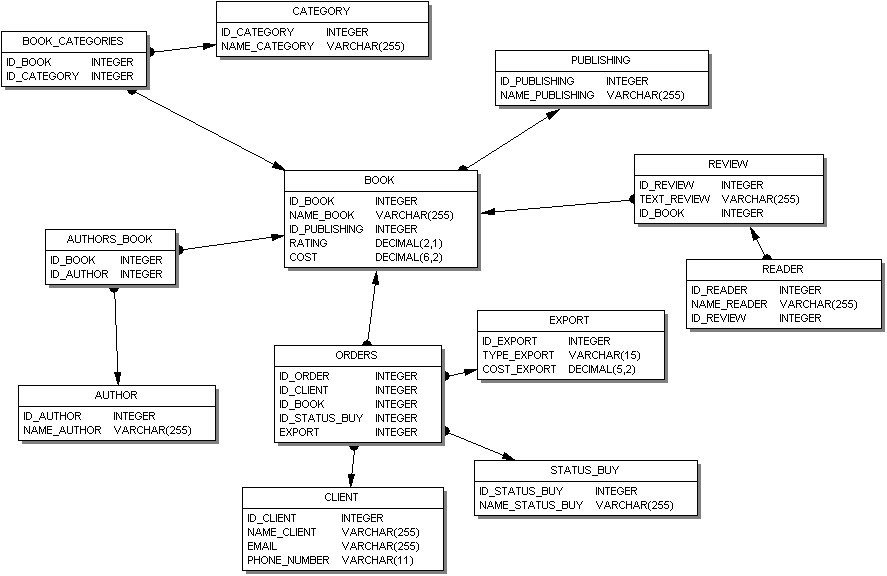 CATEGORY
ID_CATEGORY INTEGER
NAME_CATEGORY VARCHAR(255)
BOOK_CATEGORIES
ID_BOOK INTEGER
ID_CATEGORY INTEGER
PUBLISHING
ID_PUBLISHING INTEGER
NAME_PUBLISHING VARCHAR(255)
BOOK
ID_BOOK INTEGER
NAME_BOOK VARCHAR(255)
ID_PUBLISHING INTEGER
RATING DECIMAL(2,1)
COST DECIMAL(6,2)
REVIEW
ID_REVIEW INTEGER
TEXT_REVIEW VARCHAR(255)
ID_BOOK INTEGER
AUTHORS_BOOK
ID_BOOK INTEGER
ID_AUTHOR INTEGER
READER
ID_READER INTEGER
NAME_READER VARCHAR(255)
ID_REVIEW INTEGER
EXPORT
ID_EXPORT INTEGER
TYPE_EXPORT VARCHAR(15)
COST_EXPORT DECIMAL(5,2)
ORDERS
ID_ORDER INTEGER
ID_CLIENT INTEGER
ID_BOOK INTEGER
ID_STATUS_BUY INTEGER
EXPORT INTEGER
AUTHOR
ID_AUTHOR INTEGER
NAME_AUTHOR VARCHAR(255)
STATUS_BUY
ID_STATUS_BUY INTEGER
NAME_STATUS_BUY VARCHAR(255)
CLIENT
ID_CLIENT INTEGER
NAME_CLIENT VARCHAR(255)
EMAIL VARCHAR(255)
PHONE_NUMBER VARCHAR(11)